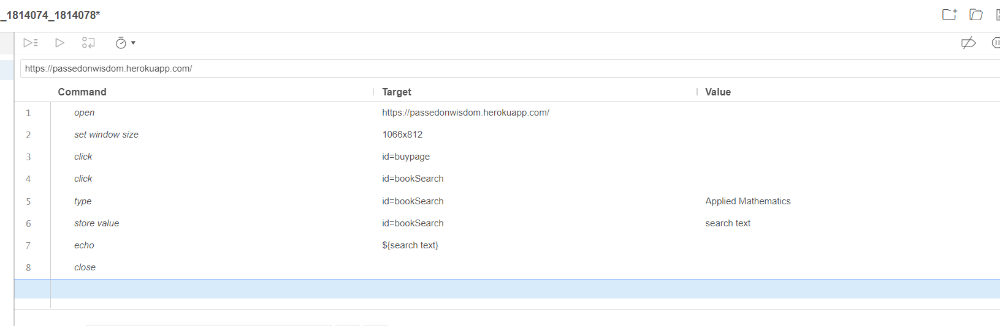 _1814074_1814078*
https://passedonwisdom.herokuapp.com/
Command Target Value
1 open https://passedonwisdom.herokuapp.com/
2 set window size 1066x812
3 click id=buypage
4 click id=bookSearch
5 type id=bookSearch Applied Mathematics
6 store value id=bookSearch search text
7 echo ${search text}
8 close